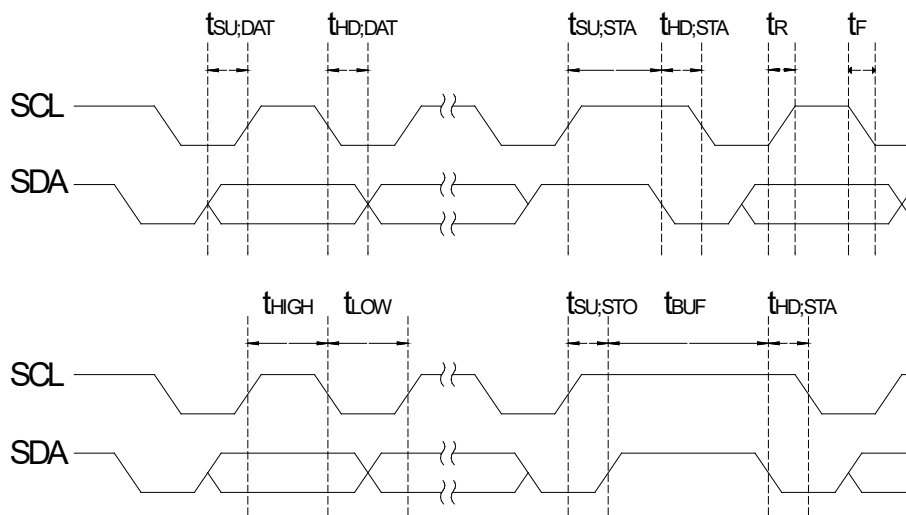 tSU;DAT tHD;DAT tSU;STA tHD;STA tR tF
SCL
SDA
tHIGH tLOW tSU;STO tBUF tHD;STA
SCL
SDA